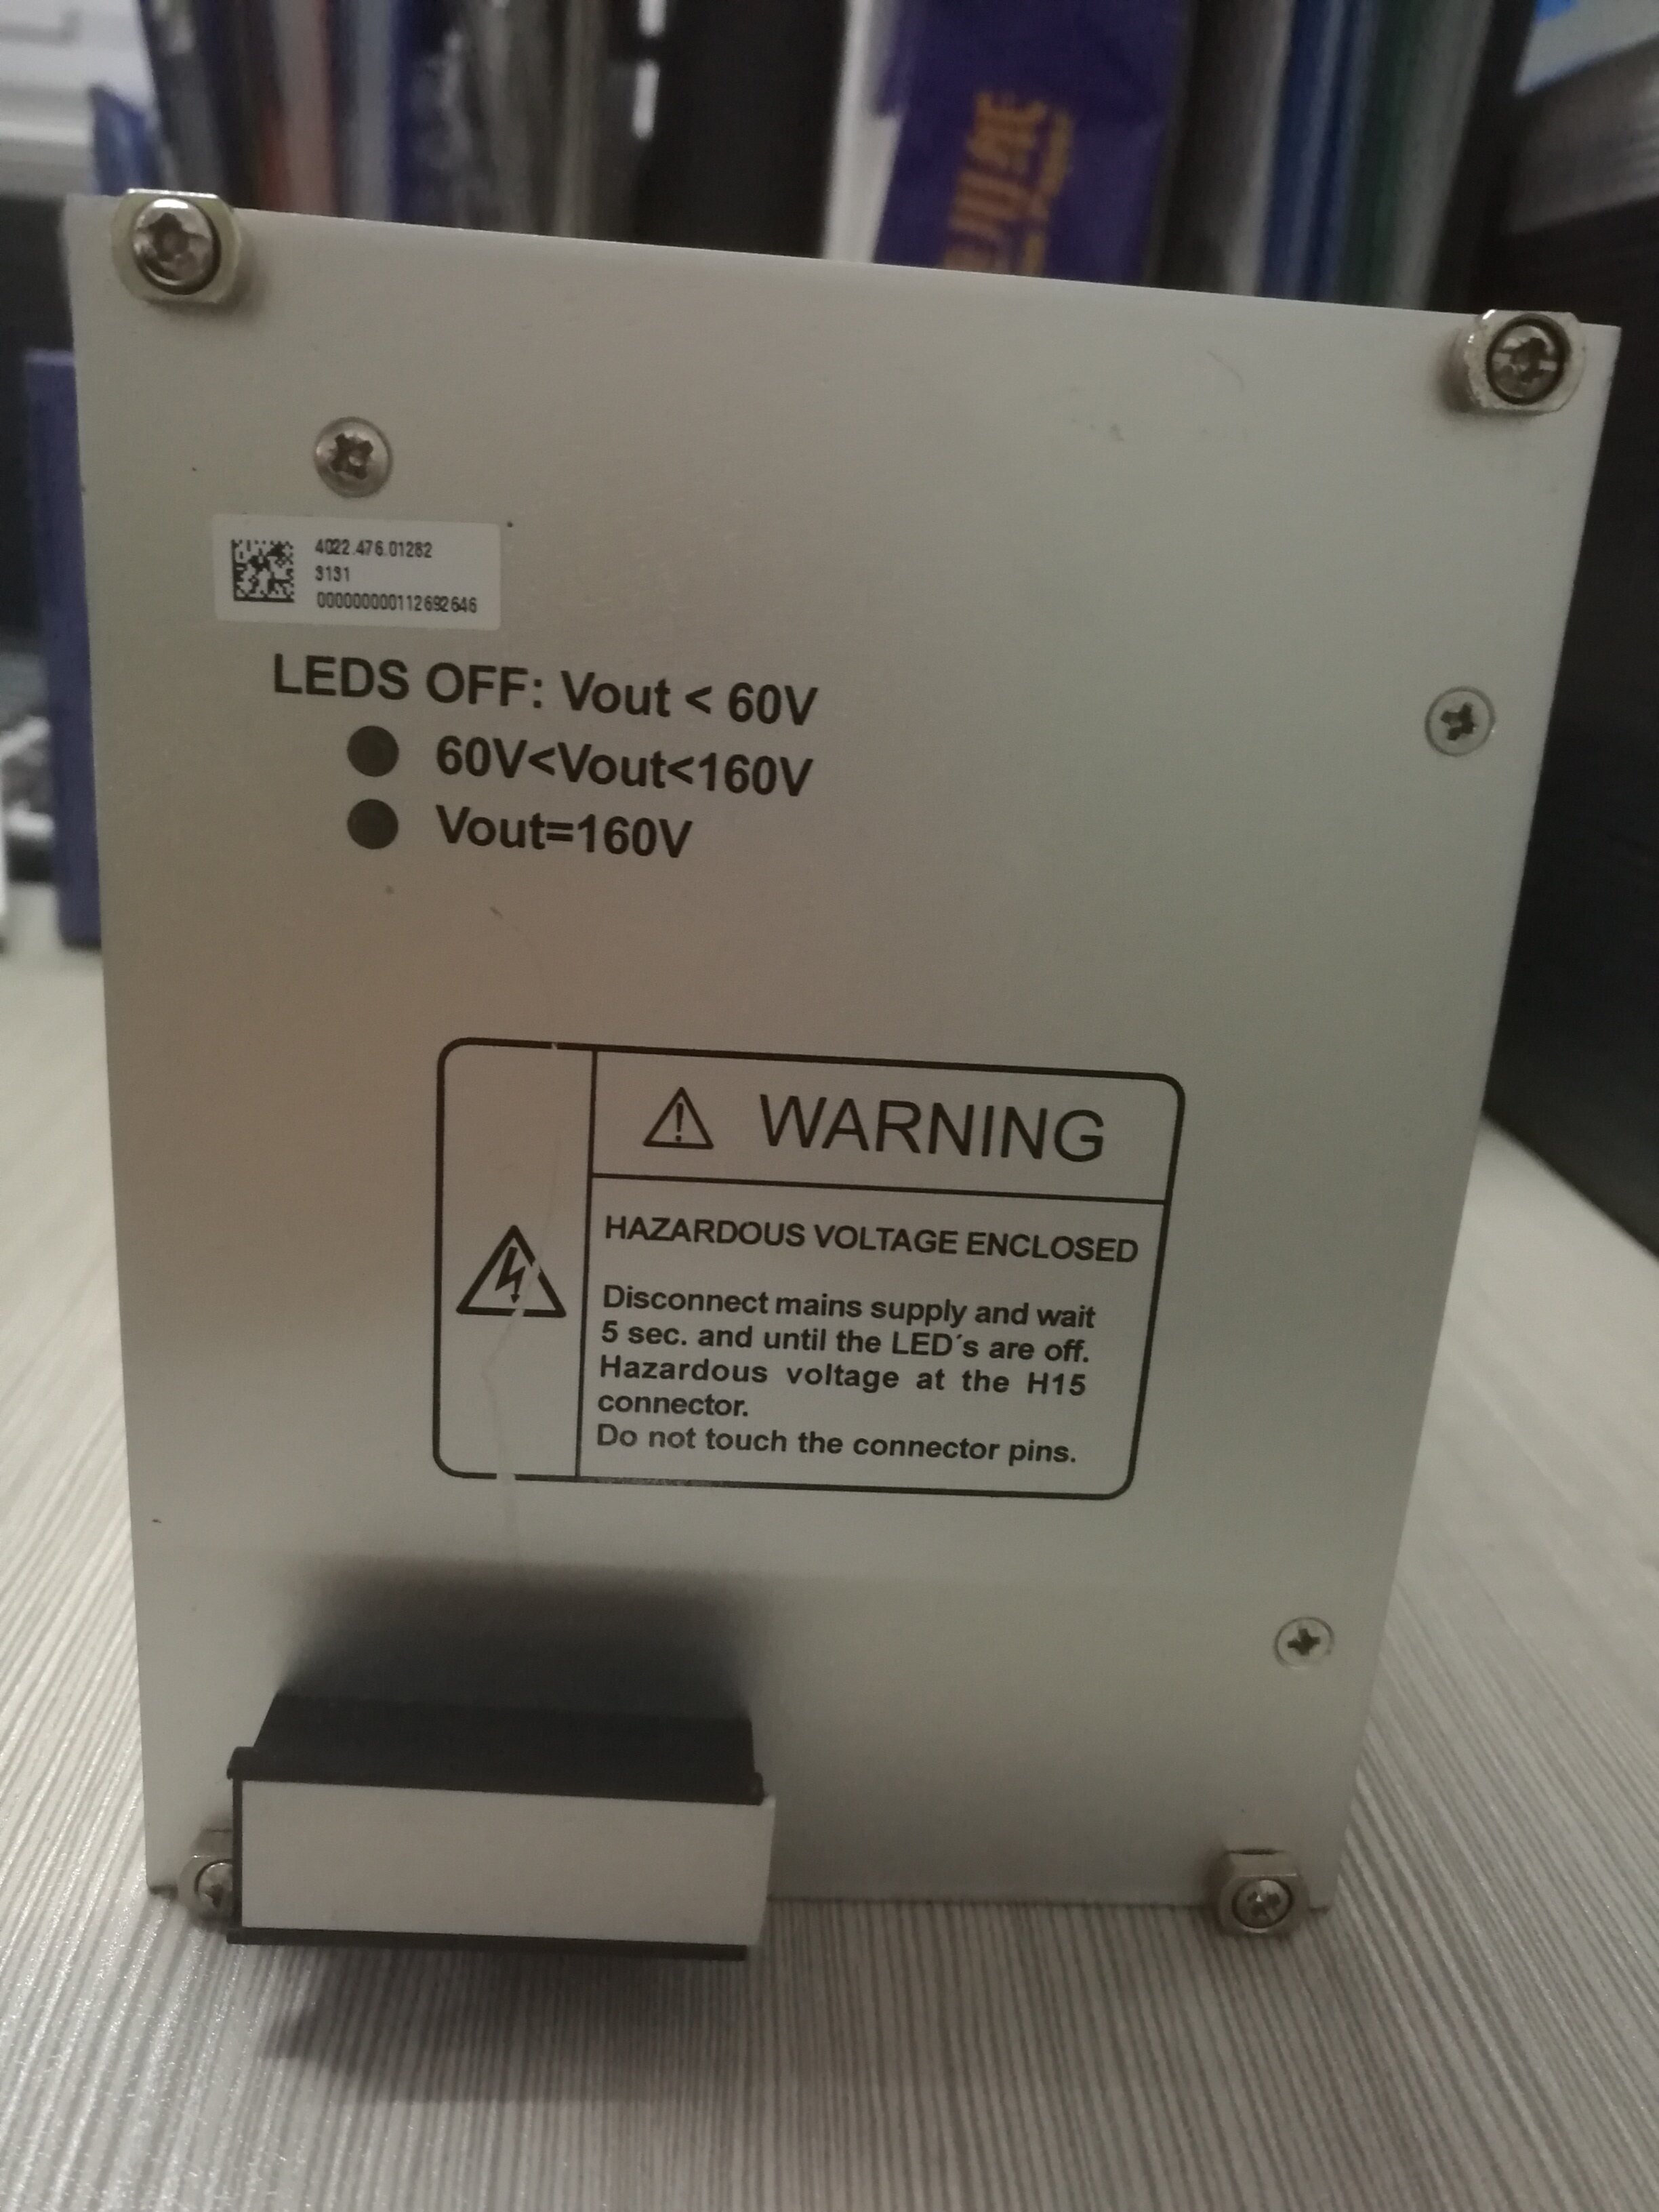 4022.476.01282
3131
000000000112692646
LEDS OFF: Vout < 60V
60V<Vout<160V
Vout=160V
WARNING
HAZARDOUS VOLTAGE ENCLOSED
Disconnect mains supply and wait
5 sec. and until the LED´s are off.
Hazardous voltage at the H15
connector.
Do not touch the connector pins.